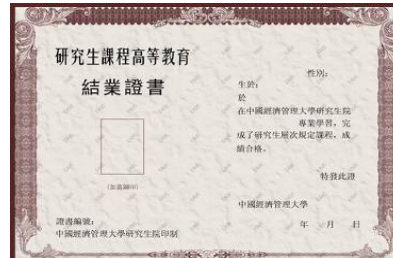 研究生課程高等教育
結業證書
(加蓋鋼印)
證書編號:
中國經濟管理大學研究生院印制
性別:
生於:
於
在中國經濟管理大學研究生院
專業學習,完
成了研究生層次規定課程,成
績合格。
特發此證
中國經濟管理大學
年 月 日